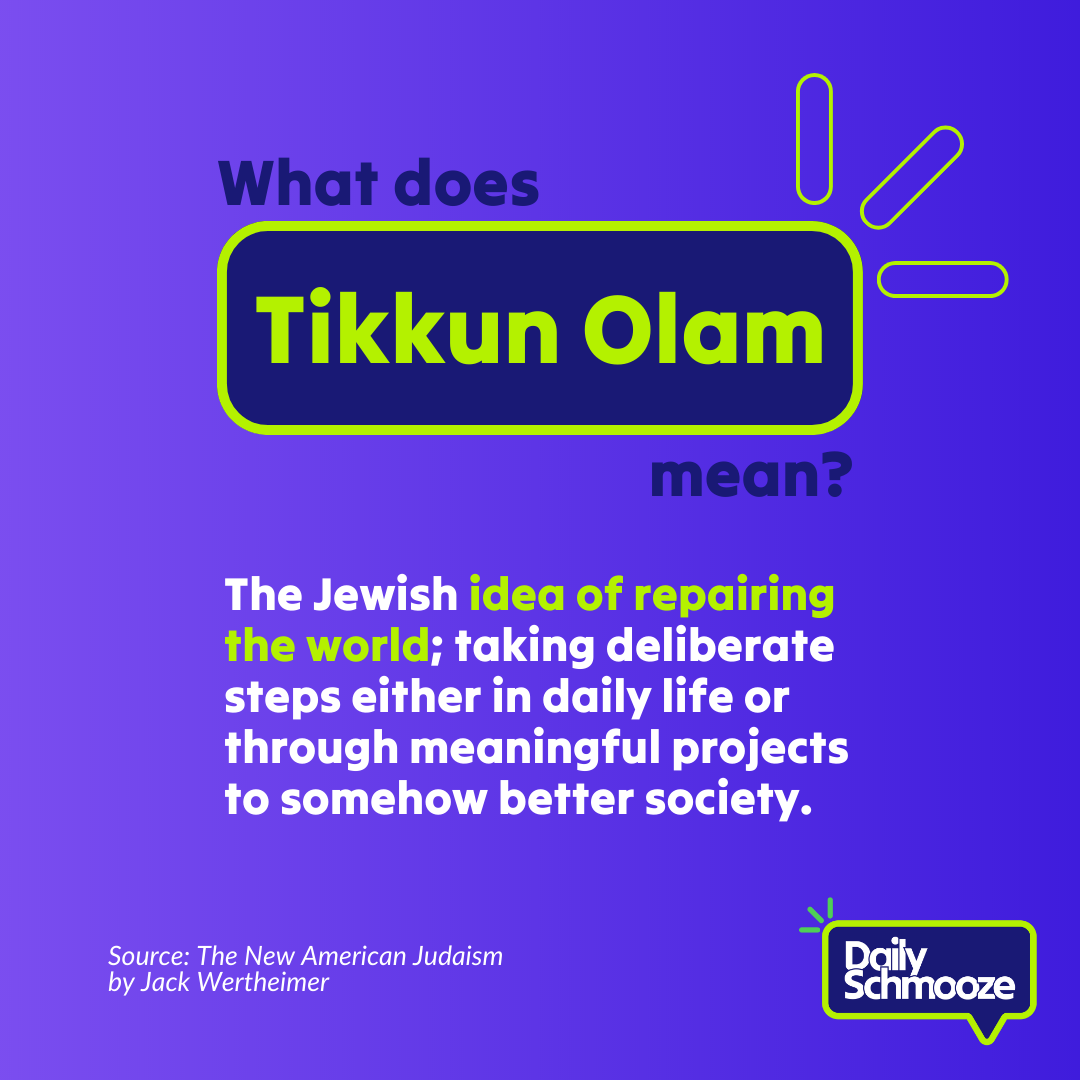 What does
Tikkun Olam
mean?
The Jewish idea of repairing
the world; taking deliberate
steps either in daily life or
through meaningful projects
to somehow better society.
Source: The New American Judaism
by Jack Wertheimer
Daily
Schmooze